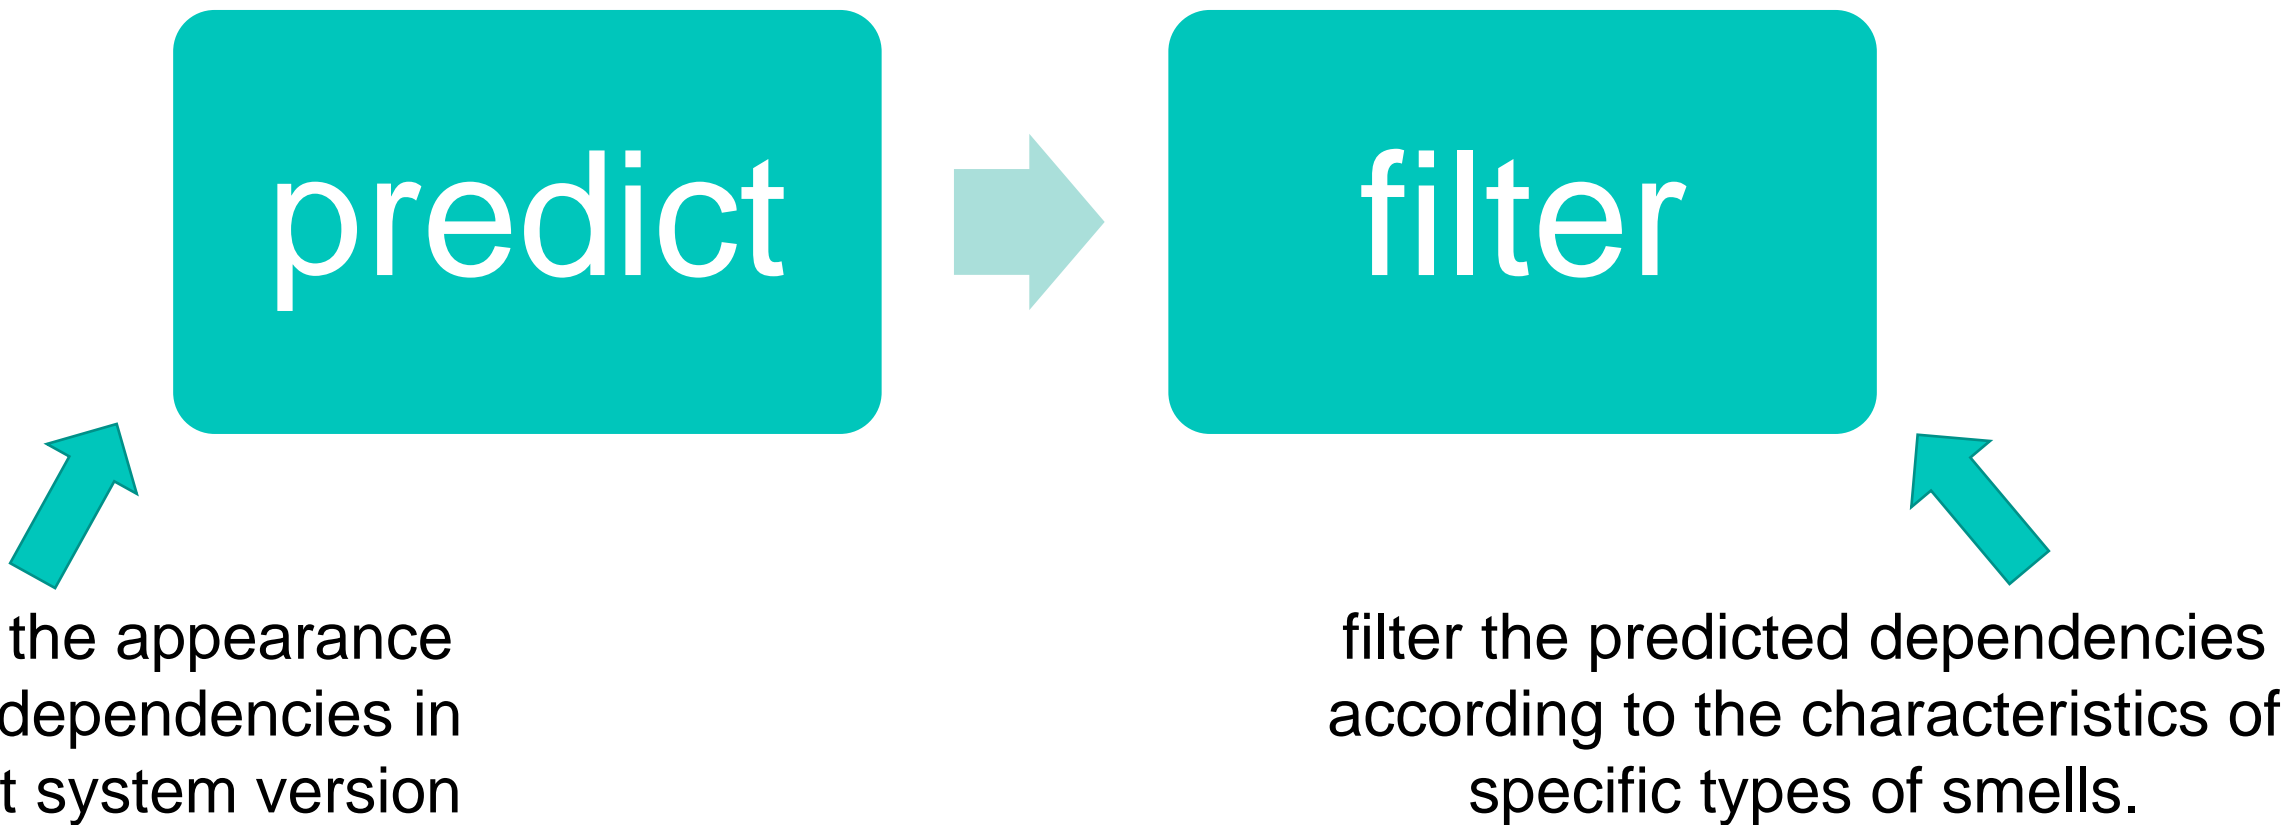 predict
filter
the appearance
dependencies in
t system version
filter the predicted dependencies
according to the characteristics of
specific types of smells.